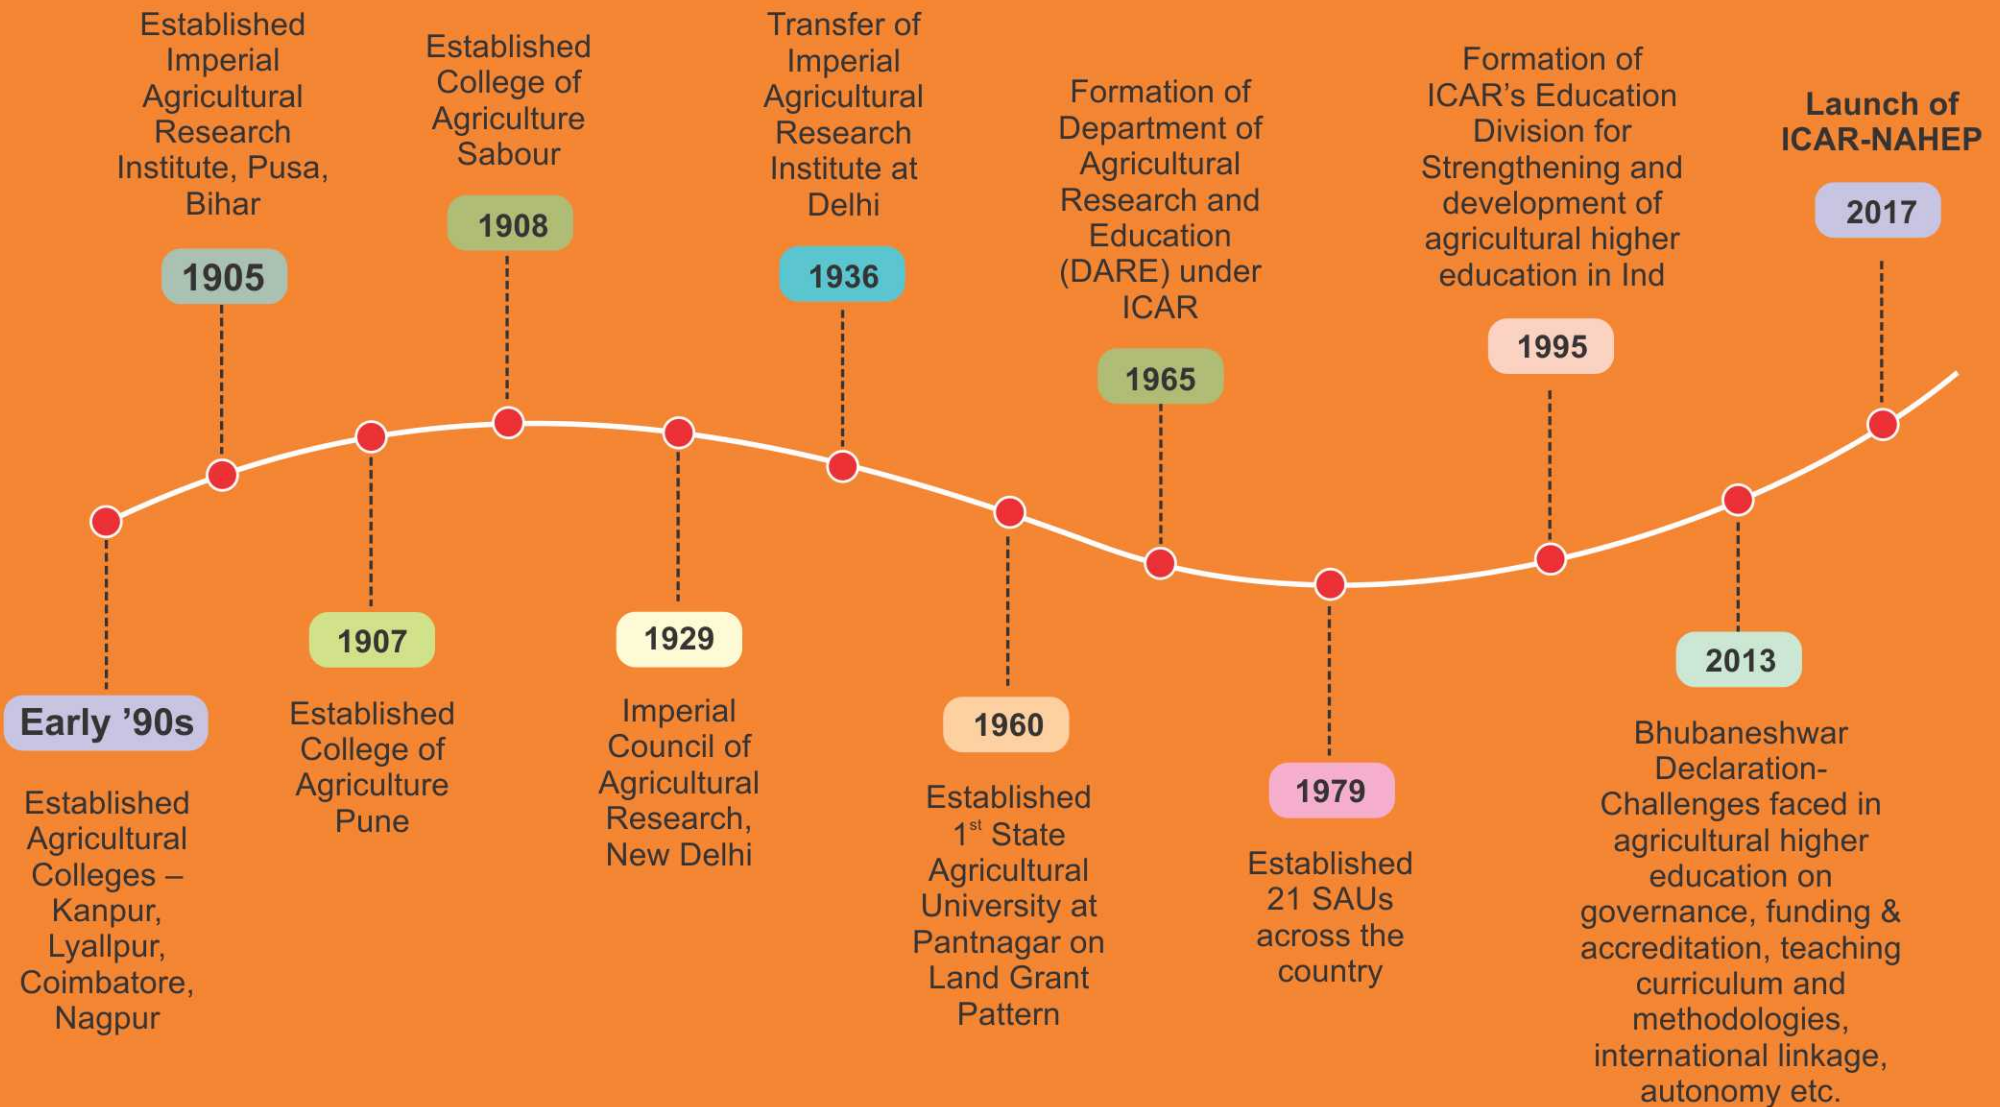 Early ’90s
Established
Agricultural
Colleges –
Kanpur,
Lyallpur,
Coimbatore,
Nagpur
Established
Imperial
Agricultural
Research
Institute, Pusa,
Bihar
1905
1907
Established
College of
Agriculture
Pune
Established
College of
Agriculture
Sabour
1908
1929
Imperial
Council of
Agricultural
Research,
New Delhi
Transfer of
Imperial
Agricultural
Research
Institute at
Delhi
1936
1960
Established
1st State
Agricultural
University at
Pantnagar on
Land Grant
Pattern
Formation of
Department of
Agricultural
Research and
Education
(DARE) under
ICAR
1965
1979
Established
21 SAUs
across the
country
Formation of
ICAR’s Education
Division for
Strengthening and
development of
agricultural higher
education in Ind
1995
2013
Bhubaneshwar
Declaration-
Challenges faced in
agricultural higher
education on
governance, funding &
accreditation, teaching
curriculum and
methodologies,
international linkage,
autonomy etc.
Launch of
ICAR-NAHEP
2017